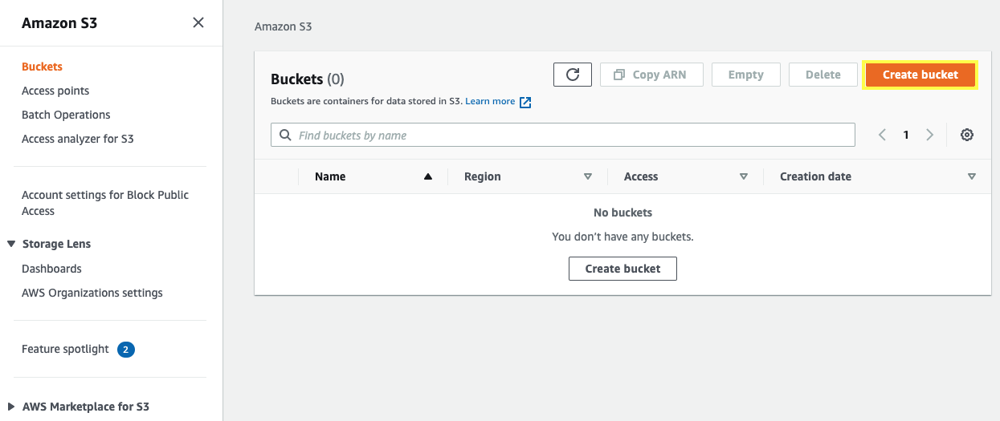 Amazon S3
Buckets
Access points
Batch Operations
Access analyzer for S3
Account settings for Block Public
Access
Storage Lens
Dashboards
AWS Organizations settings
Feature spotlight 2
AWS Marketplace for S3
Amazon S3
Buckets (0)
Copy ARN
Empty
Delete
Create bucket
Buckets are containers for data stored in S3. Learn more
Find buckets by name
1
Name Region Access Creation date
No buckets
You don't have any buckets.
Create bucket